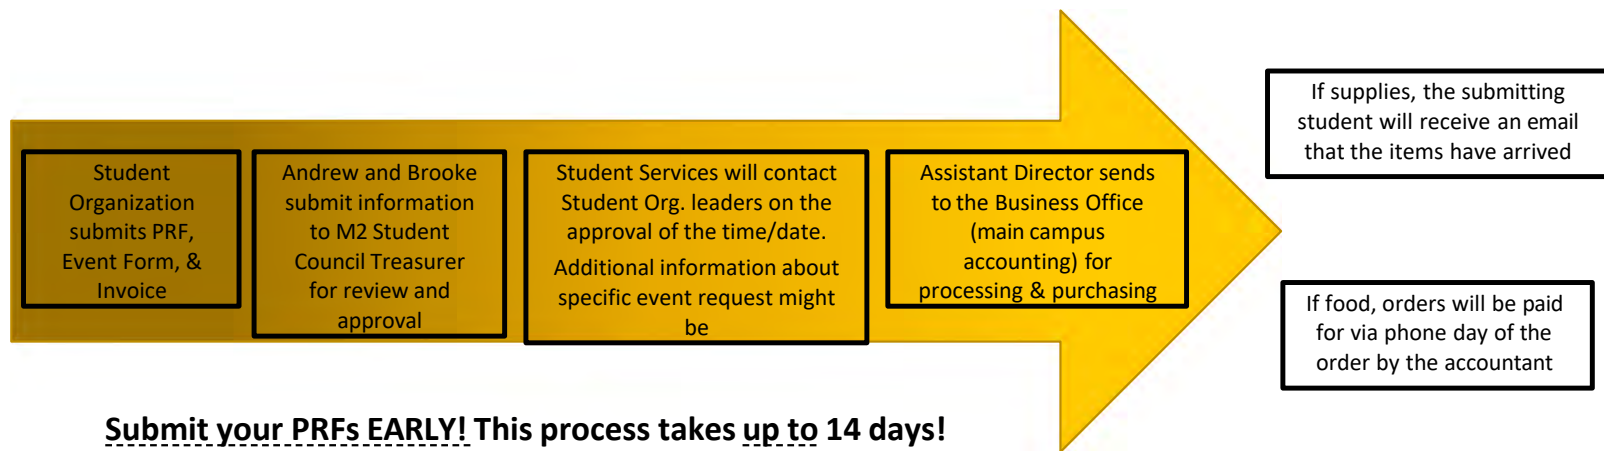 Student
Organization
submits PRF,
Event Form, &
Invoice
Andrew and Brooke
submit information
to M2 Student
Council Treasurer
for review and
approval
Student Services will contact
Student Org. leaders on the
approval of the time/date.
Additional information about
specific event request might
be
Assistant Director sends
to the Business Office
(main campus
accounting) for
processing & purchasing
If supplies, the submitting
student will receive an email
that the items have arrived
If food, orders will be paid
for via phone day of the
order by the accountant
Submit your PRFs EARLY! This process takes up to 14 days!